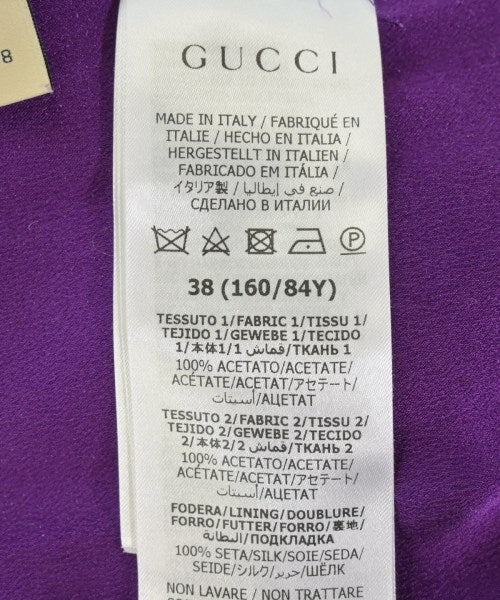 8
GUCCI
MADE IN ITALY / FABRIQUÉ EN
ITALIE / HECHO EN ITALIA /
HERGESTELLT IN ITALIEN /
FABRICADO EM ITÁLIA /
イタリア製 / صنع في إيطاليا /
СДЕЛАНО В ИТАЛИИ
P
38 (160/84Y)
TESSUTO 1/FABRIC 1/TISSU 1/
TEJIDO 1/GEWEBE 1/TECIDO
1/本体1/قماش 1/ТКАНЬ 1
100% ACETATO/ACETATE/
ACÉTATE/ACETAT/アセテート/
أسيتات/АЦЕТАТ
TESSUTO 2/FABRIC 2/TISSU 2/
TEJIDO 2/GEWEBE 2/TECIDO
2/本体2/قماش 2/ТКАНЬ 2
100% ACETATO/ACETATE/
ACÉTATE/ACETAT/アセテート/
أسيتات/АЦЕТАТ
FODERA/LINING/DOUBLURE/
FORRO/FUTTER/FORRO/裏地/
البطانة/ПОДКЛАДКА
100% SETA/SILK/SOIE/SEDA/
SEIDE/シルク/حرير/ШЁЛК
NON LAVARE / NON TRATTARE